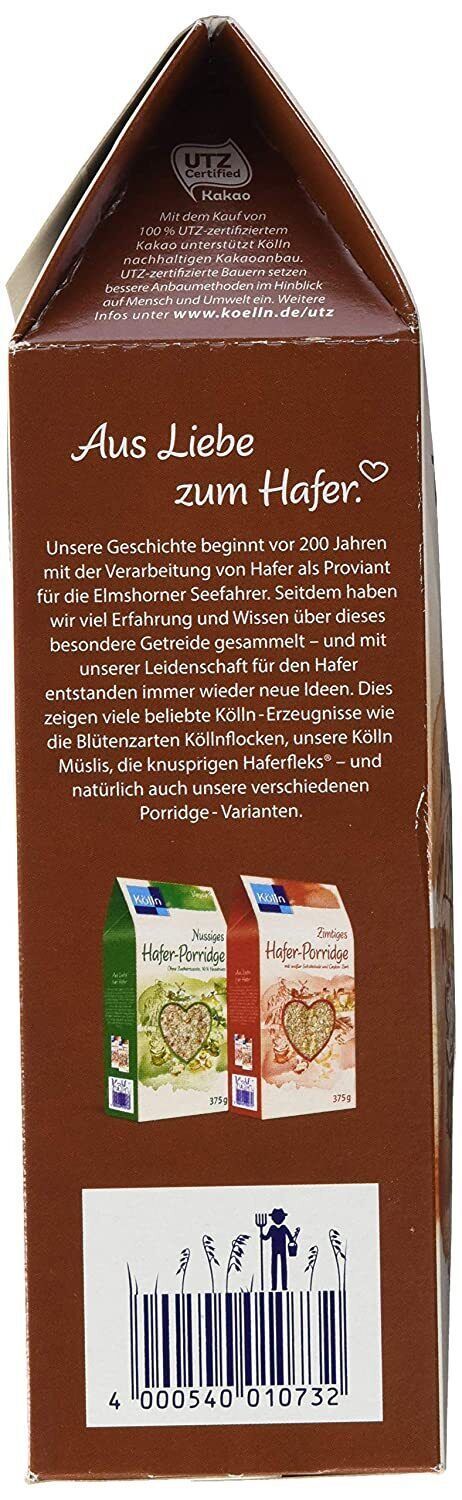 UTZ
Certified
Kakao
Mit dem Kauf von
100 % UTZ-zertifiziertem
Kakao unterstützt Kölln
nachhaltigen Kakaoanbau.
UTZ-zertifizierte Bauern setzen
bessere Anbaumethoden im Hinblick
auf Mensch und Umwelt ein. Weitere
Infos unter www.koelln.de/utz
Aus Liebe
zum Hafer.
Unsere Geschichte beginnt vor 200 Jahren
mit der Verarbeitung von Hafer als Proviant
für die Elmshorner Seefahrer. Seitdem haben
wir viel Erfahrung und Wissen über dieses
besondere Getreide gesammelt – und mit
unserer Leidenschaft für den Hafer
entstanden immer wieder neue Ideen. Dies
zeigen viele beliebte Kölln-Erzeugnisse wie
die Blütenzarten Köllnflocken, unsere Kölln
Müslis, die knusprigen Haferfleks® – und
natürlich auch unsere verschiedenen
Porridge-Varianten.
Kölln
Nussiges
Hafer-Porridge
375g
Kölln
Zimtiges
Hafer-Porridge
375g
4 000540 010732